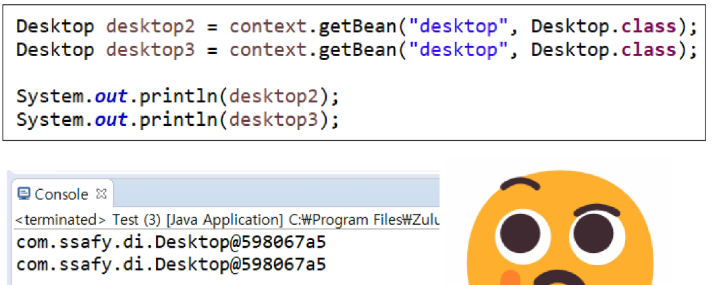 Desktop desktop2 = context.getBean("desktop", Desktop.class);
Desktop desktop3 = context.getBean("desktop", Desktop.class);
System.out.println(desktop2);
System.out.println(desktop3);
Console
<terminated> Test (3) [Java Application] C:₩Program Files₩Zulu
com.ssafy.di.Desktop@598067a5
com.ssafy.di.Desktop@598067a5